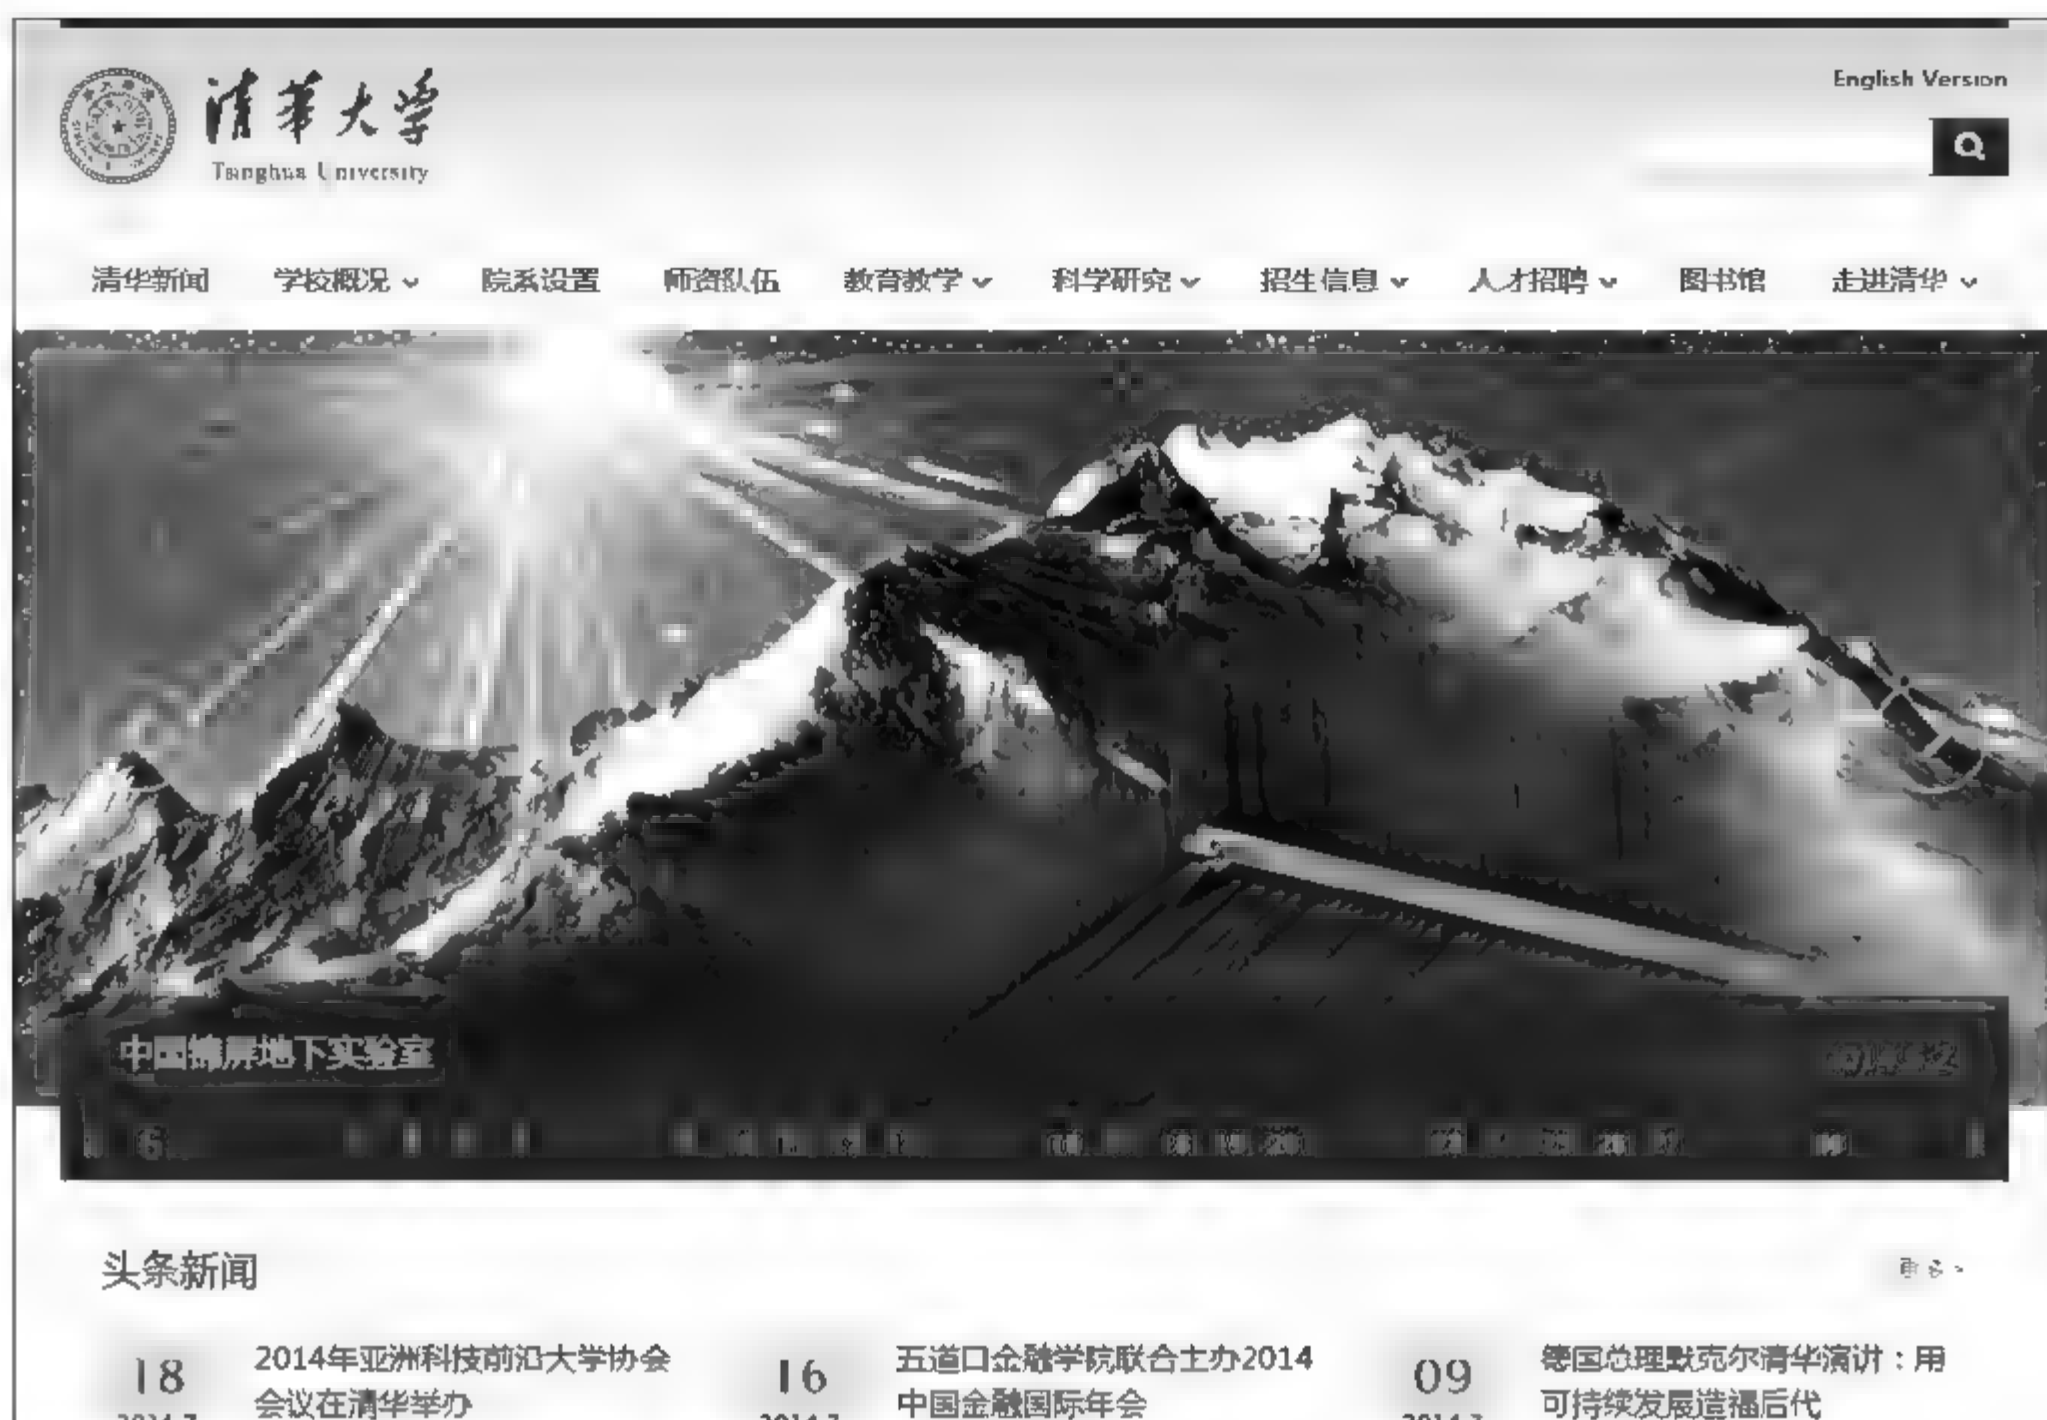 清華大学
Tsinghua University
English Version
清华新闻 学校概况 院系设置 师资队伍 教育教学 科学研究 招生信息 人才招聘 图书馆 走进清华
中国锦屏地下实验室
头条新闻
更多
18
2014年亚洲科技前沿大学协会
会议在清华举办
16
五道口金融学院联合主办2014
中国金融国际年会
09
德国总理默克尔清华演讲：用
可持续发展造福后代